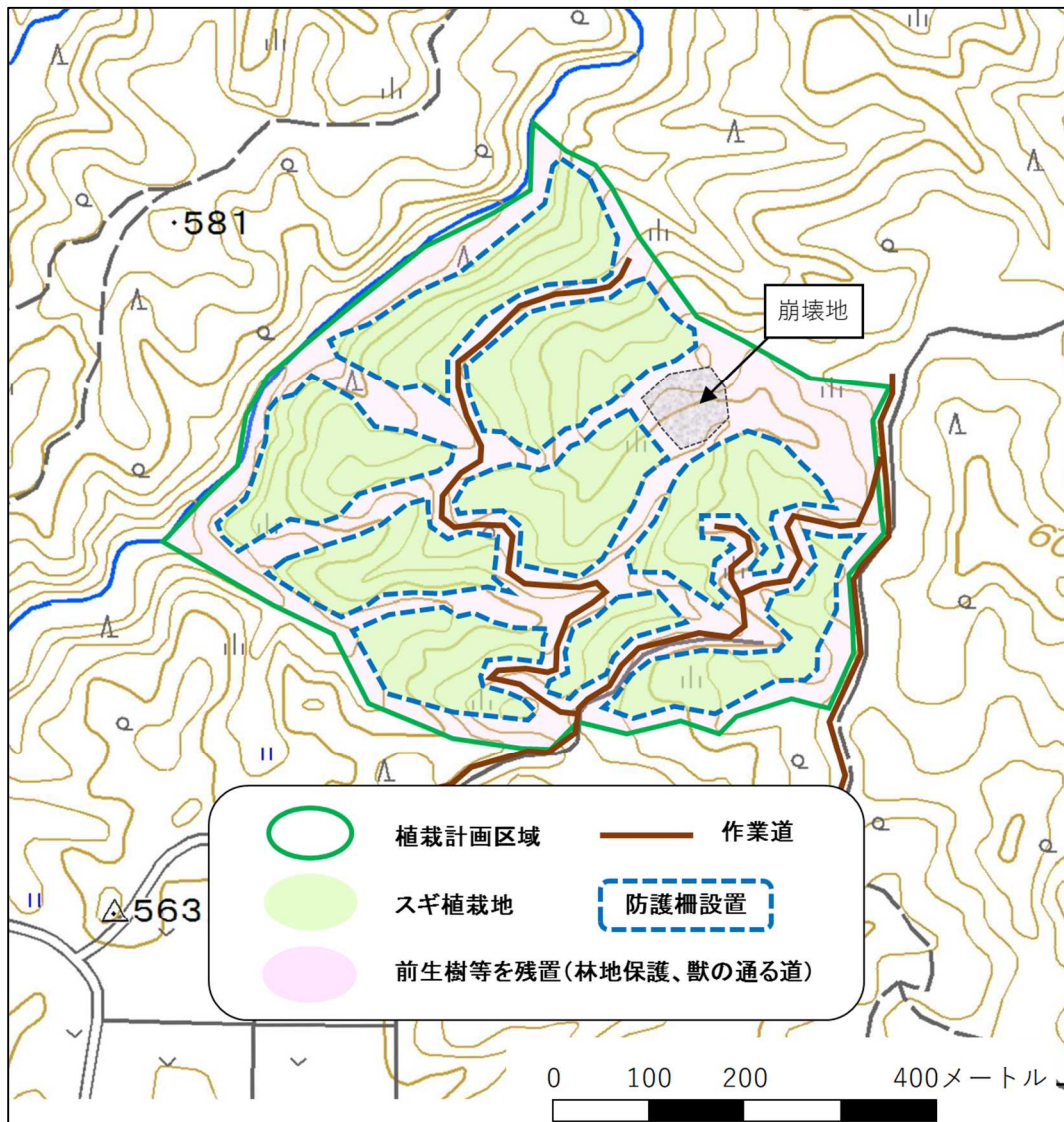 581
崩壊地
60
植栽計画区域
作業道
スギ植栽地
防護柵設置
前生樹等を残置(林地保護、獣の通る道)
563
0 100 200 400メートル